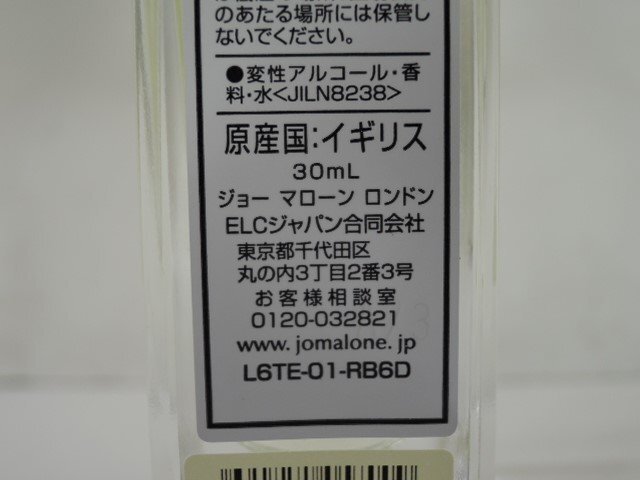 のあたる場所には保管し
ないでください。
●変性アルコール・香
料・水<JILN8238>
原産国：イギリス
30mL
ジョー マローン ロンドン
ELCジャパン合同会社
東京都千代田区
丸の内3丁目2番3号
お客様相談室
0120-032821
www.jomalone.jp
L6TE-01-RB6D